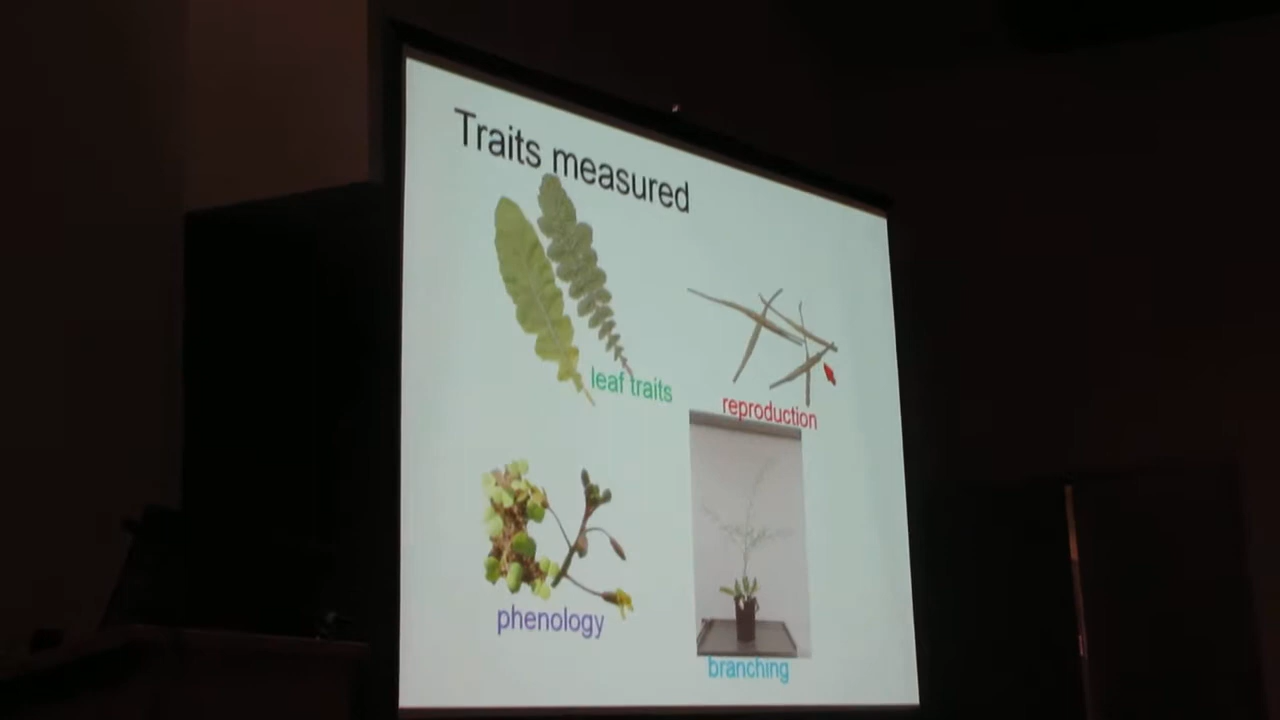 Traits measured
leaf traits
reproduction
phenology
branching